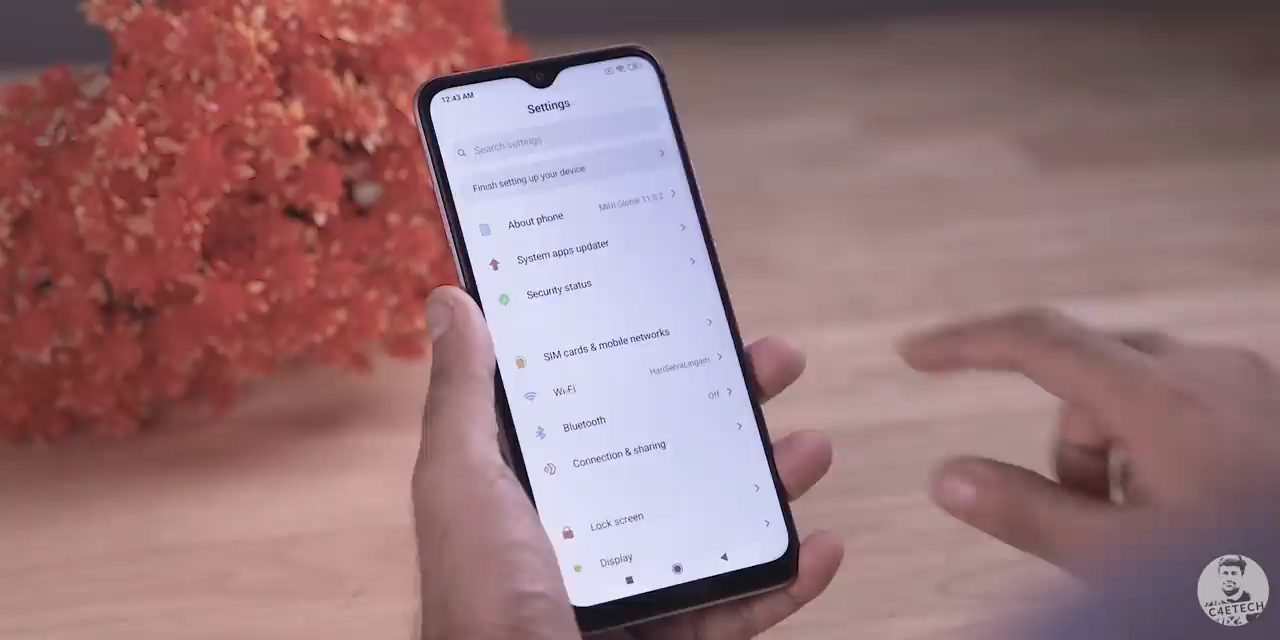 12:43 AM
Settings
Search settings
Finish setting up your device
About phone
MIUI Global 11.0.2
System apps updater
Security status
SIM cards & mobile networks
Wi-Fi
HariSelvaLingam
Bluetooth
Off
Connection & sharing
Lock screen
Display
C4ETECH